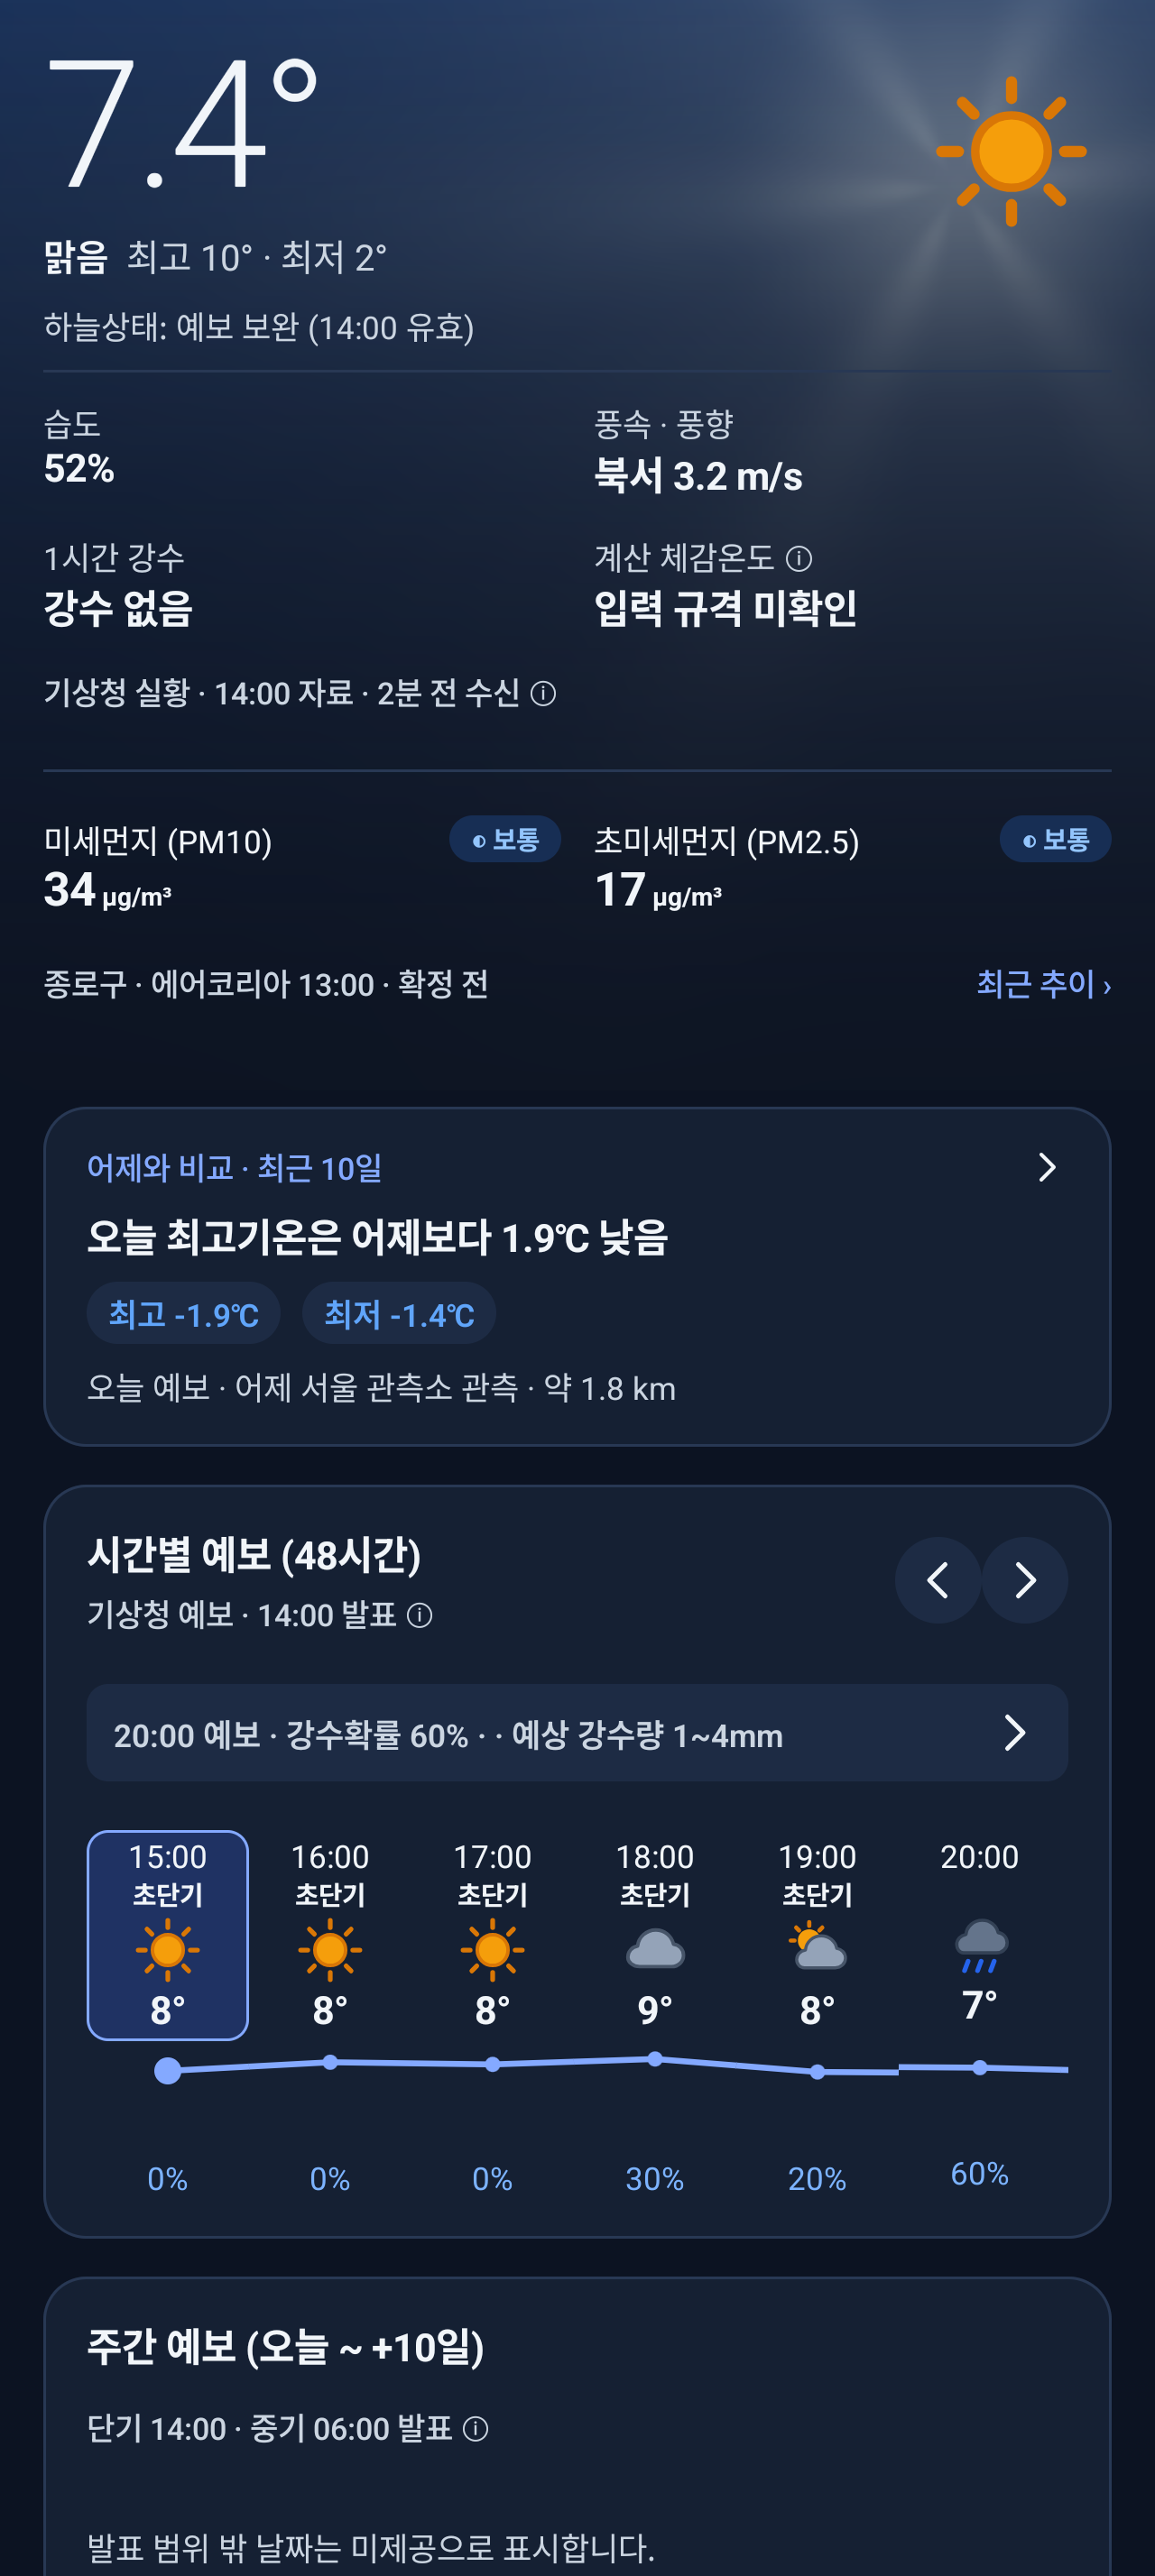 7.4°
맑음 최고 10° · 최저 2°
하늘상태: 예보 보완 (14:00 유효)
습도
52%
풍속 · 풍향
북서 3.2 m/s
1시간 강수
강수 없음
계산 체감온도 ⓘ
입력 규격 미확인
기상청 실황 · 14:00 자료 · 2분 전 수신 ⓘ
미세먼지 (PM10) ◐ 보통
34 µg/m³
초미세먼지 (PM2.5) ◐ 보통
17 µg/m³
종로구 · 에어코리아 13:00 · 확정 전
최근 추이 ›
어제와 비교 · 최근 10일
오늘 최고기온은 어제보다 1.9℃ 낮음
최고 -1.9℃ 최저 -1.4℃
오늘 예보 · 어제 서울 관측소 관측 · 약 1.8 km
시간별 예보 (48시간)
기상청 예보 · 14:00 발표 ⓘ
20:00 예보 · 강수확률 60% · · 예상 강수량 1~4mm
15:00 16:00 17:00 18:00 19:00 20:00
초단기 초단기 초단기 초단기 초단기
8° 8° 8° 9° 8° 7°
0% 0% 0% 30% 20% 60%
주간 예보 (오늘 ~ +10일)
단기 14:00 · 중기 06:00 발표 ⓘ
발표 범위 밖 날짜는 미제공으로 표시합니다.